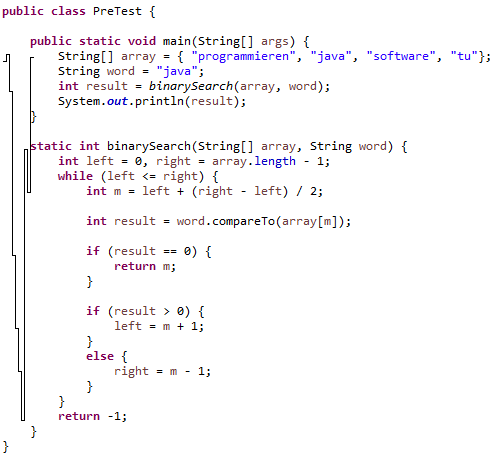 public class PreTest {
public static void main(String[] args) {
String[] array = { "programmieren", "java", "software", "tu"};
String word = "java";
int result = binarySearch(array, word);
System.out.println(result);
}
static int binarySearch(String[] array, String word) {
int left = 0, right = array.length - 1;
while (left <= right) {
int m = left + (right - left) / 2;
int result = word.compareTo(array[m]);
if (result == 0) {
return m;
}
if (result > 0) {
left = m + 1;
}
else {
right = m - 1;
}
}
return -1;
}
}